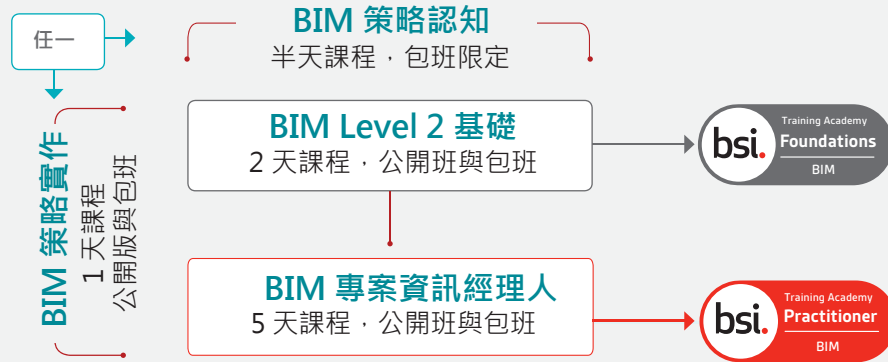 任一
BIM 策略認知
半天課程，包班限定
BIM 策略實作
1 天課程
公開版與包班
BIM Level 2 基礎
2 天課程，公開班與包班
bsi.
Training Academy
Foundations
BIM
BIM 專案資訊經理人
5 天課程，公開班與包班
bsi.
Training Academy
Practitioner
BIM